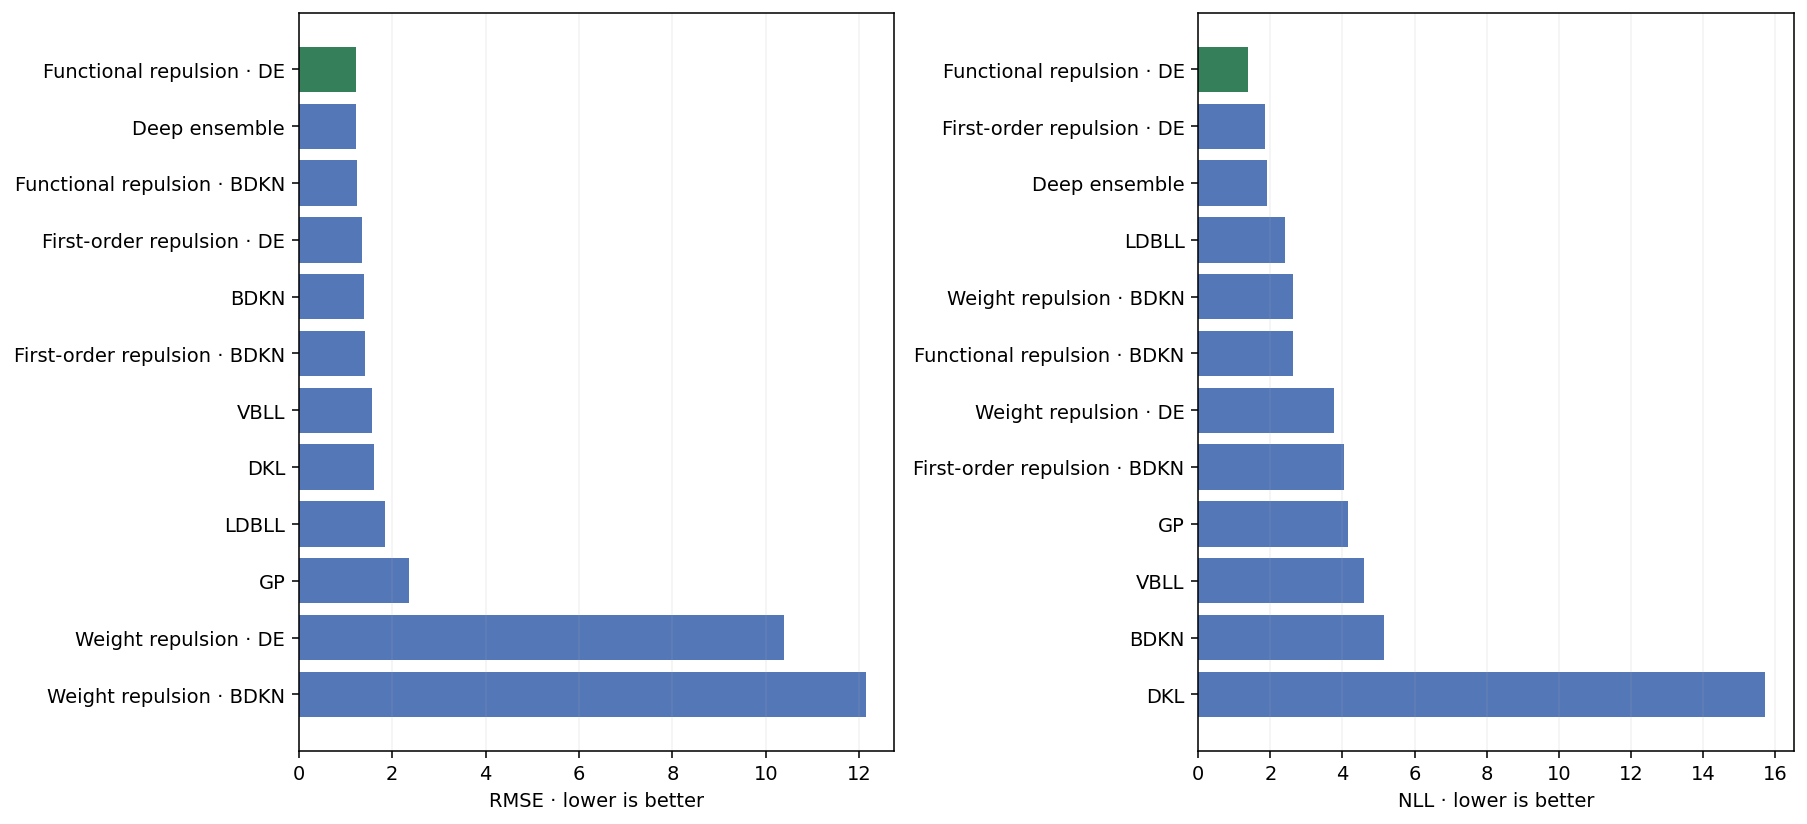 Functional repulsion · DE
Deep ensemble
Functional repulsion · BDKN
First-order repulsion · DE
BDKN
First-order repulsion · BDKN
VBLL
DKL
LDBLL
GP
Weight repulsion · DE
Weight repulsion · BDKN
0 2 4 6 8 10 12
RMSE · lower is better
Functional repulsion · DE
First-order repulsion · DE
Deep ensemble
LDBLL
Weight repulsion · BDKN
Functional repulsion · BDKN
Weight repulsion · DE
First-order repulsion · BDKN
GP
VBLL
BDKN
DKL
0 2 4 6 8 10 12 14 16
NLL · lower is better